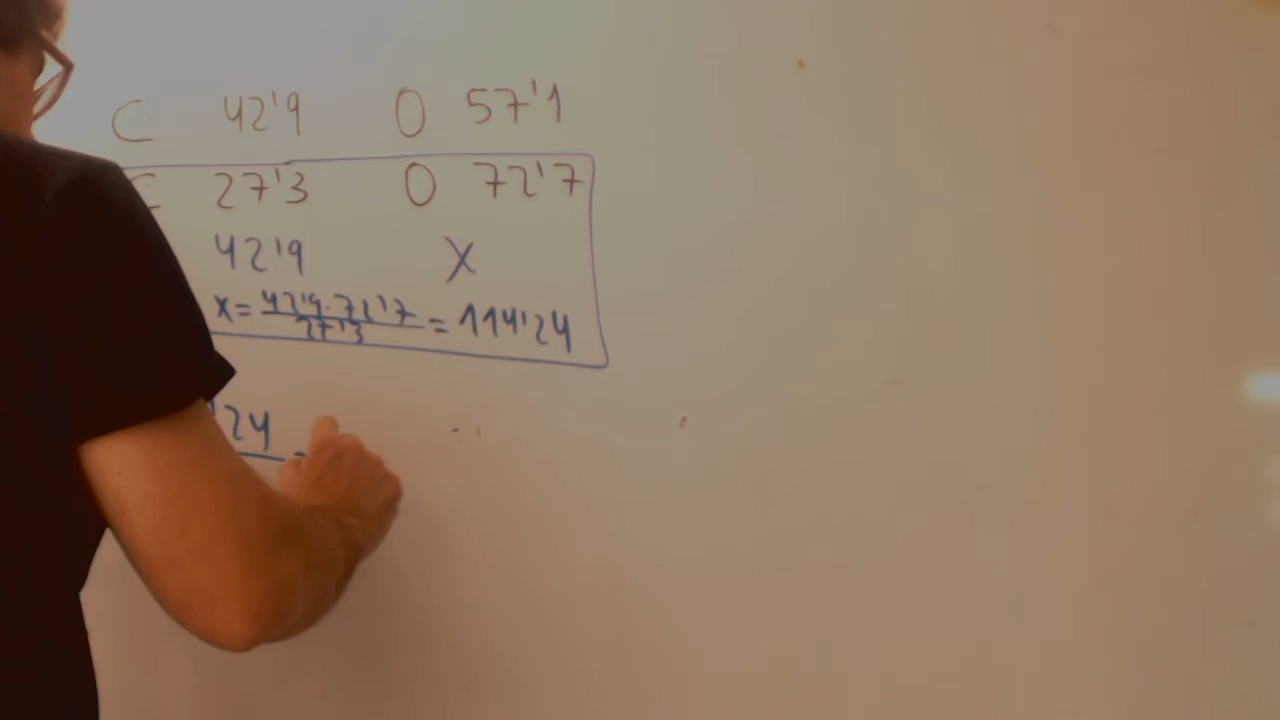 C 42'9 O 57'1
C 27'3 O 72'7
42'9 X
x = 42'9·72'7 / 27'3 = 114'24
'24 =